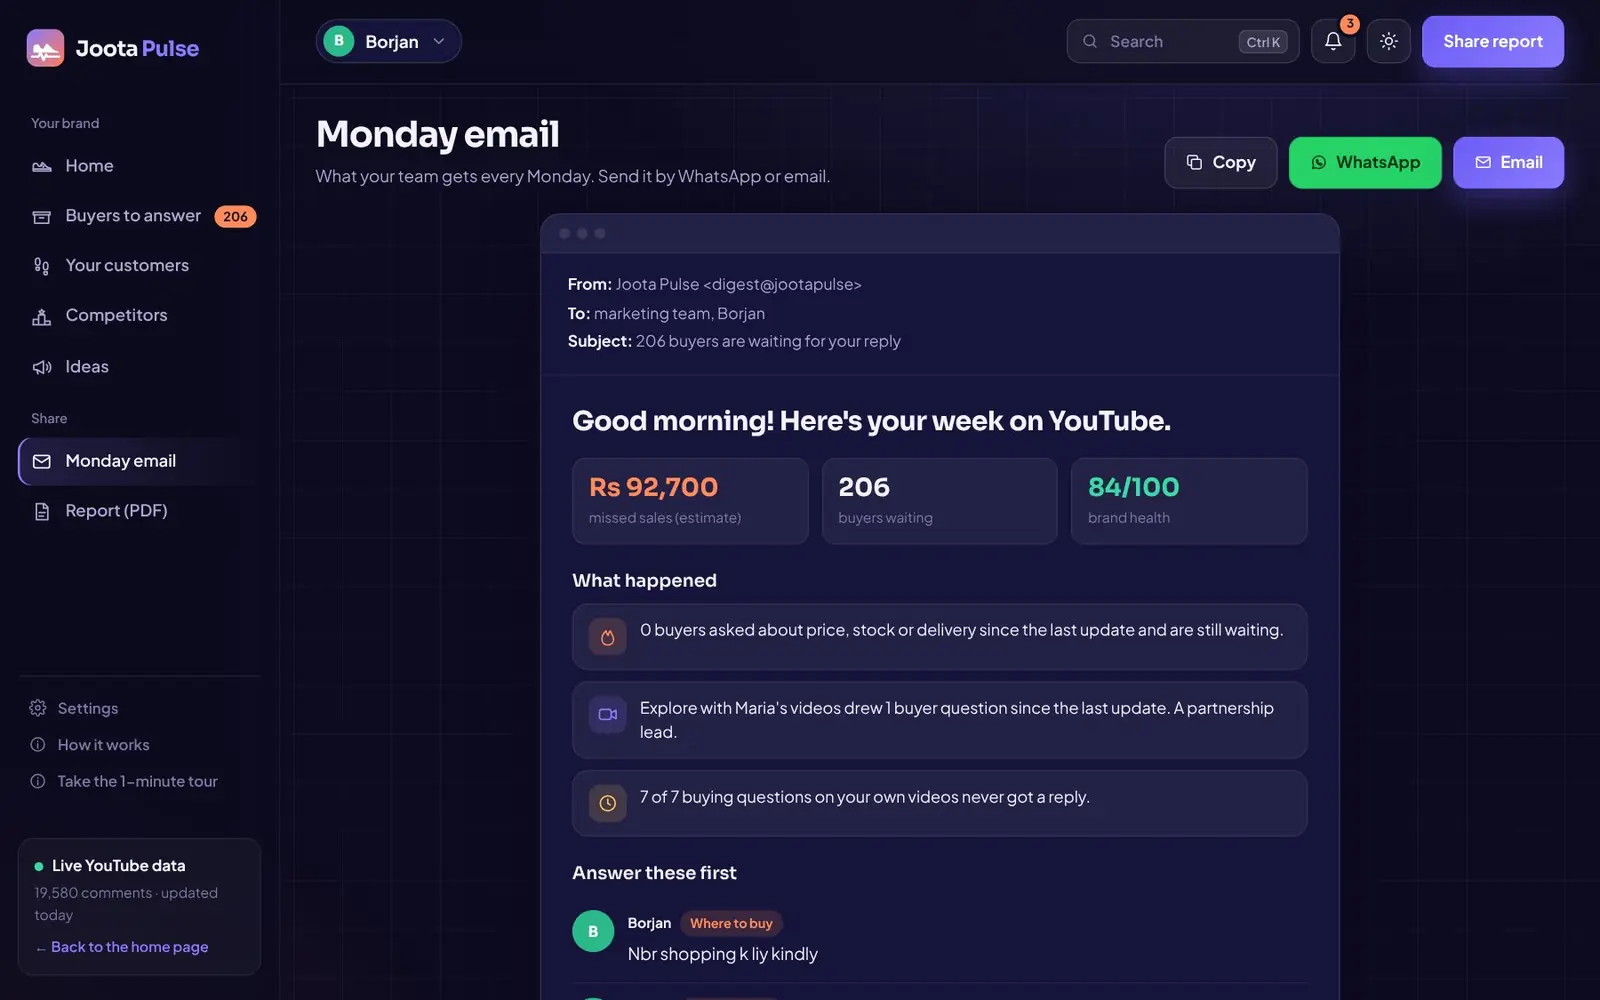 Joota Pulse
B Borjan
Search Ctrl K
3
Share report
Your brand
Home
Buyers to answer 206
Your customers
Competitors
Ideas
Share
Monday email
Report (PDF)
Settings
How it works
Take the 1-minute tour
Live YouTube data
19,580 comments · updated
today
← Back to the home page
Monday email
What your team gets every Monday. Send it by WhatsApp or email.
Copy
WhatsApp
Email
From: Joota Pulse <digest@jootapulse>
To: marketing team, Borjan
Subject: 206 buyers are waiting for your reply
Good morning! Here's your week on YouTube.
Rs 92,700
missed sales (estimate)
206
buyers waiting
84/100
brand health
What happened
0 buyers asked about price, stock or delivery since the last update and are still waiting.
Explore with Maria's videos drew 1 buyer question since the last update. A partnership
lead.
7 of 7 buying questions on your own videos never got a reply.
Answer these first
B
Borjan Where to buy
Nbr shopping k liy kindly